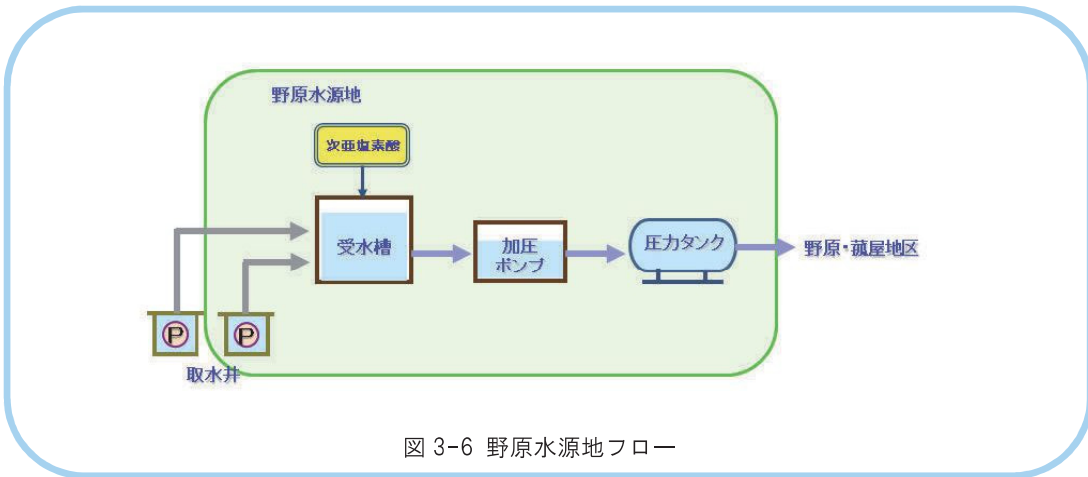 野原水源地
次亜塩素酸
受水槽
加圧
ポンプ
圧力タンク
野原・菰屋地区
P
P
取水井
図 3-6 野原水源地フロー